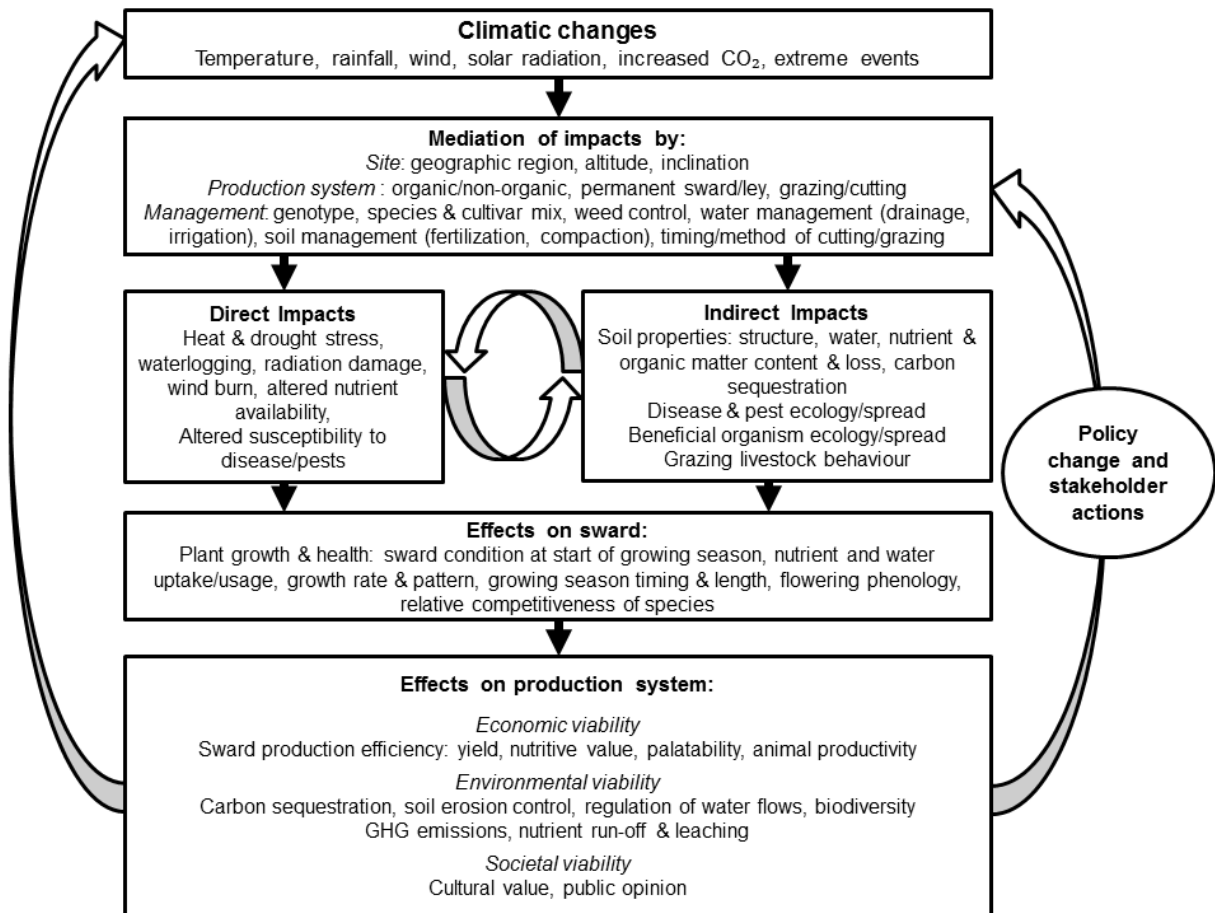 Climatic changes
Temperature, rainfall, wind, solar radiation, increased CO₂, extreme events
Mediation of impacts by:
Site: geographic region, altitude, inclination
Production system : organic/non-organic, permanent sward/ley, grazing/cutting
Management: genotype, species & cultivar mix, weed control, water management (drainage,
irrigation), soil management (fertilization, compaction), timing/method of cutting/grazing
Direct Impacts
Heat & drought stress,
waterlogging, radiation damage,
wind burn, altered nutrient
availability,
Altered susceptibility to
disease/pests
Indirect Impacts
Soil properties: structure, water, nutrient &
organic matter content & loss, carbon
sequestration
Disease & pest ecology/spread
Beneficial organism ecology/spread
Grazing livestock behaviour
Policy
change and
stakeholder
actions
Effects on sward:
Plant growth & health: sward condition at start of growing season, nutrient and water
uptake/usage, growth rate & pattern, growing season timing & length, flowering phenology,
relative competitiveness of species
Effects on production system:
Economic viability
Sward production efficiency: yield, nutritive value, palatability, animal productivity
Environmental viability
Carbon sequestration, soil erosion control, regulation of water flows, biodiversity
GHG emissions, nutrient run-off & leaching
Societal viability
Cultural value, public opinion